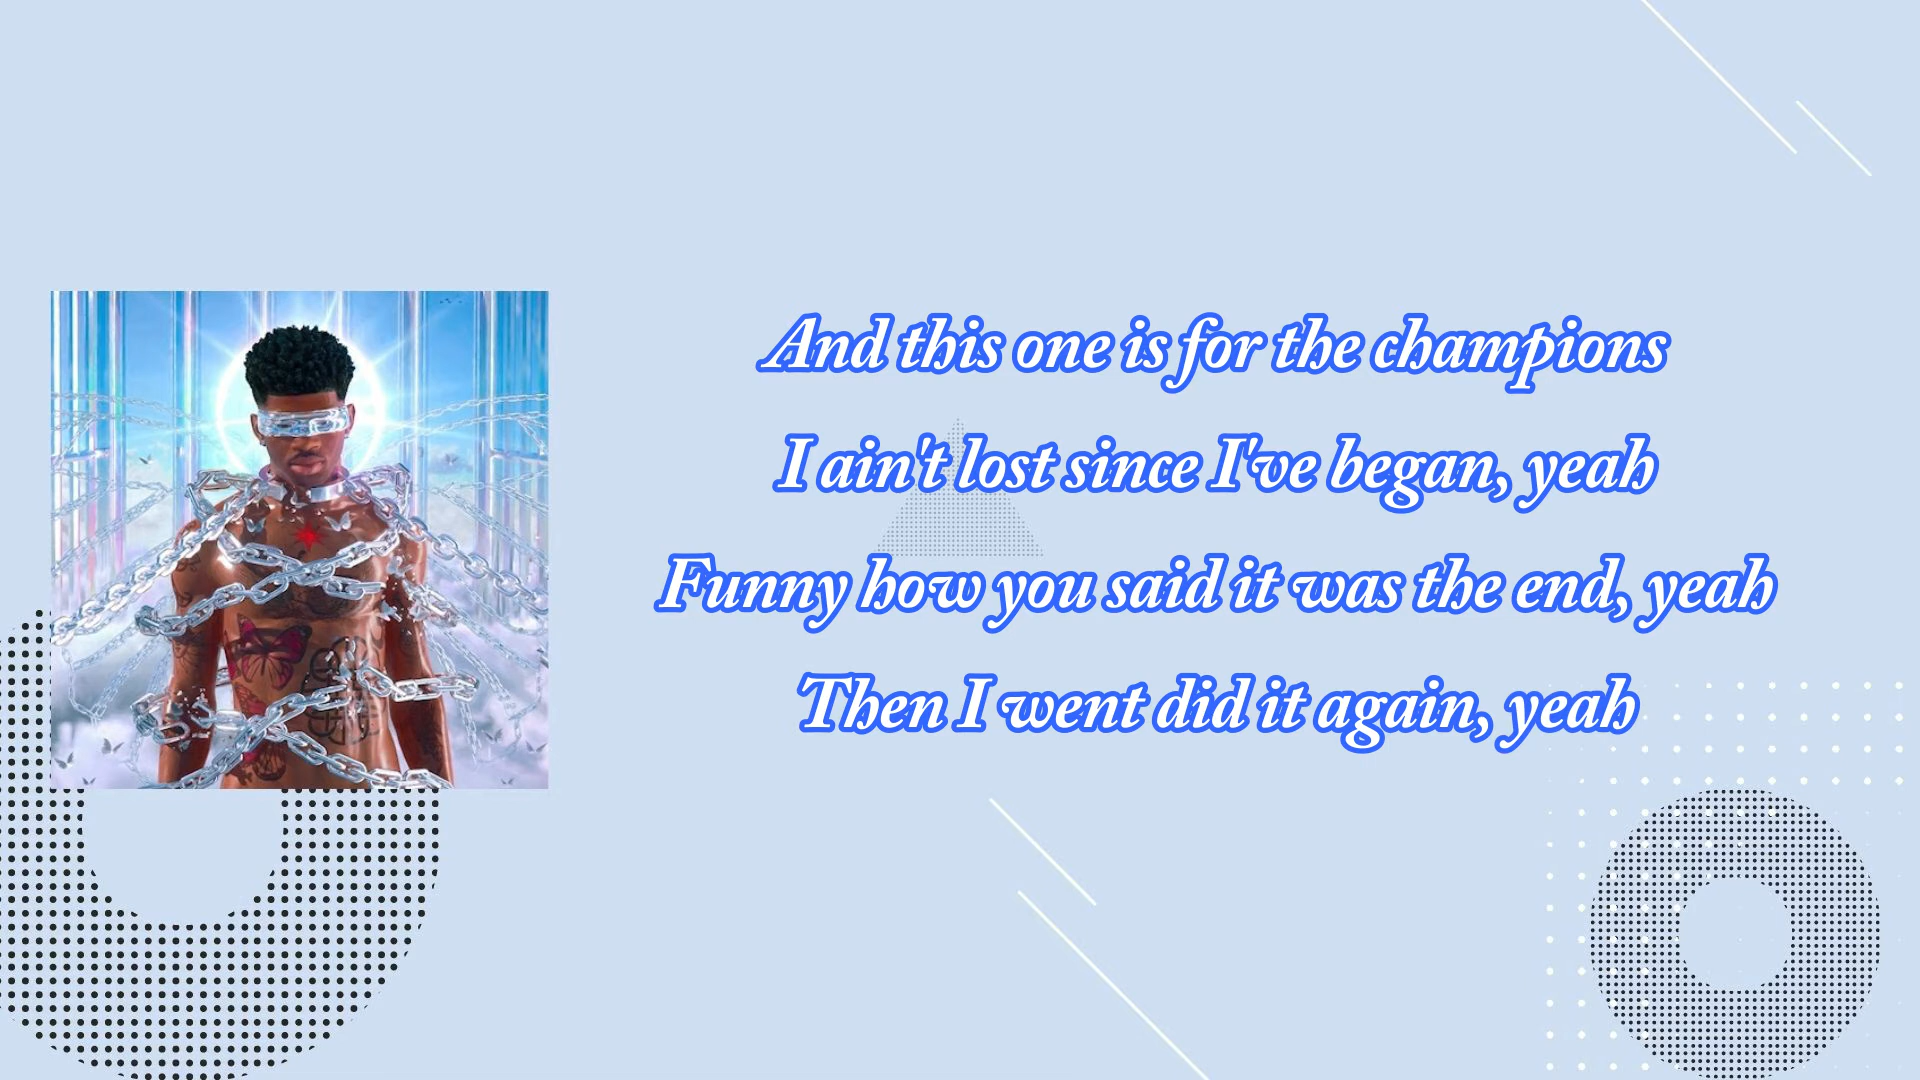 And this one is for the champions
I ain't lost since I've began, yeah
Funny how you said it was the end, yeah
Then I went did it again, yeah